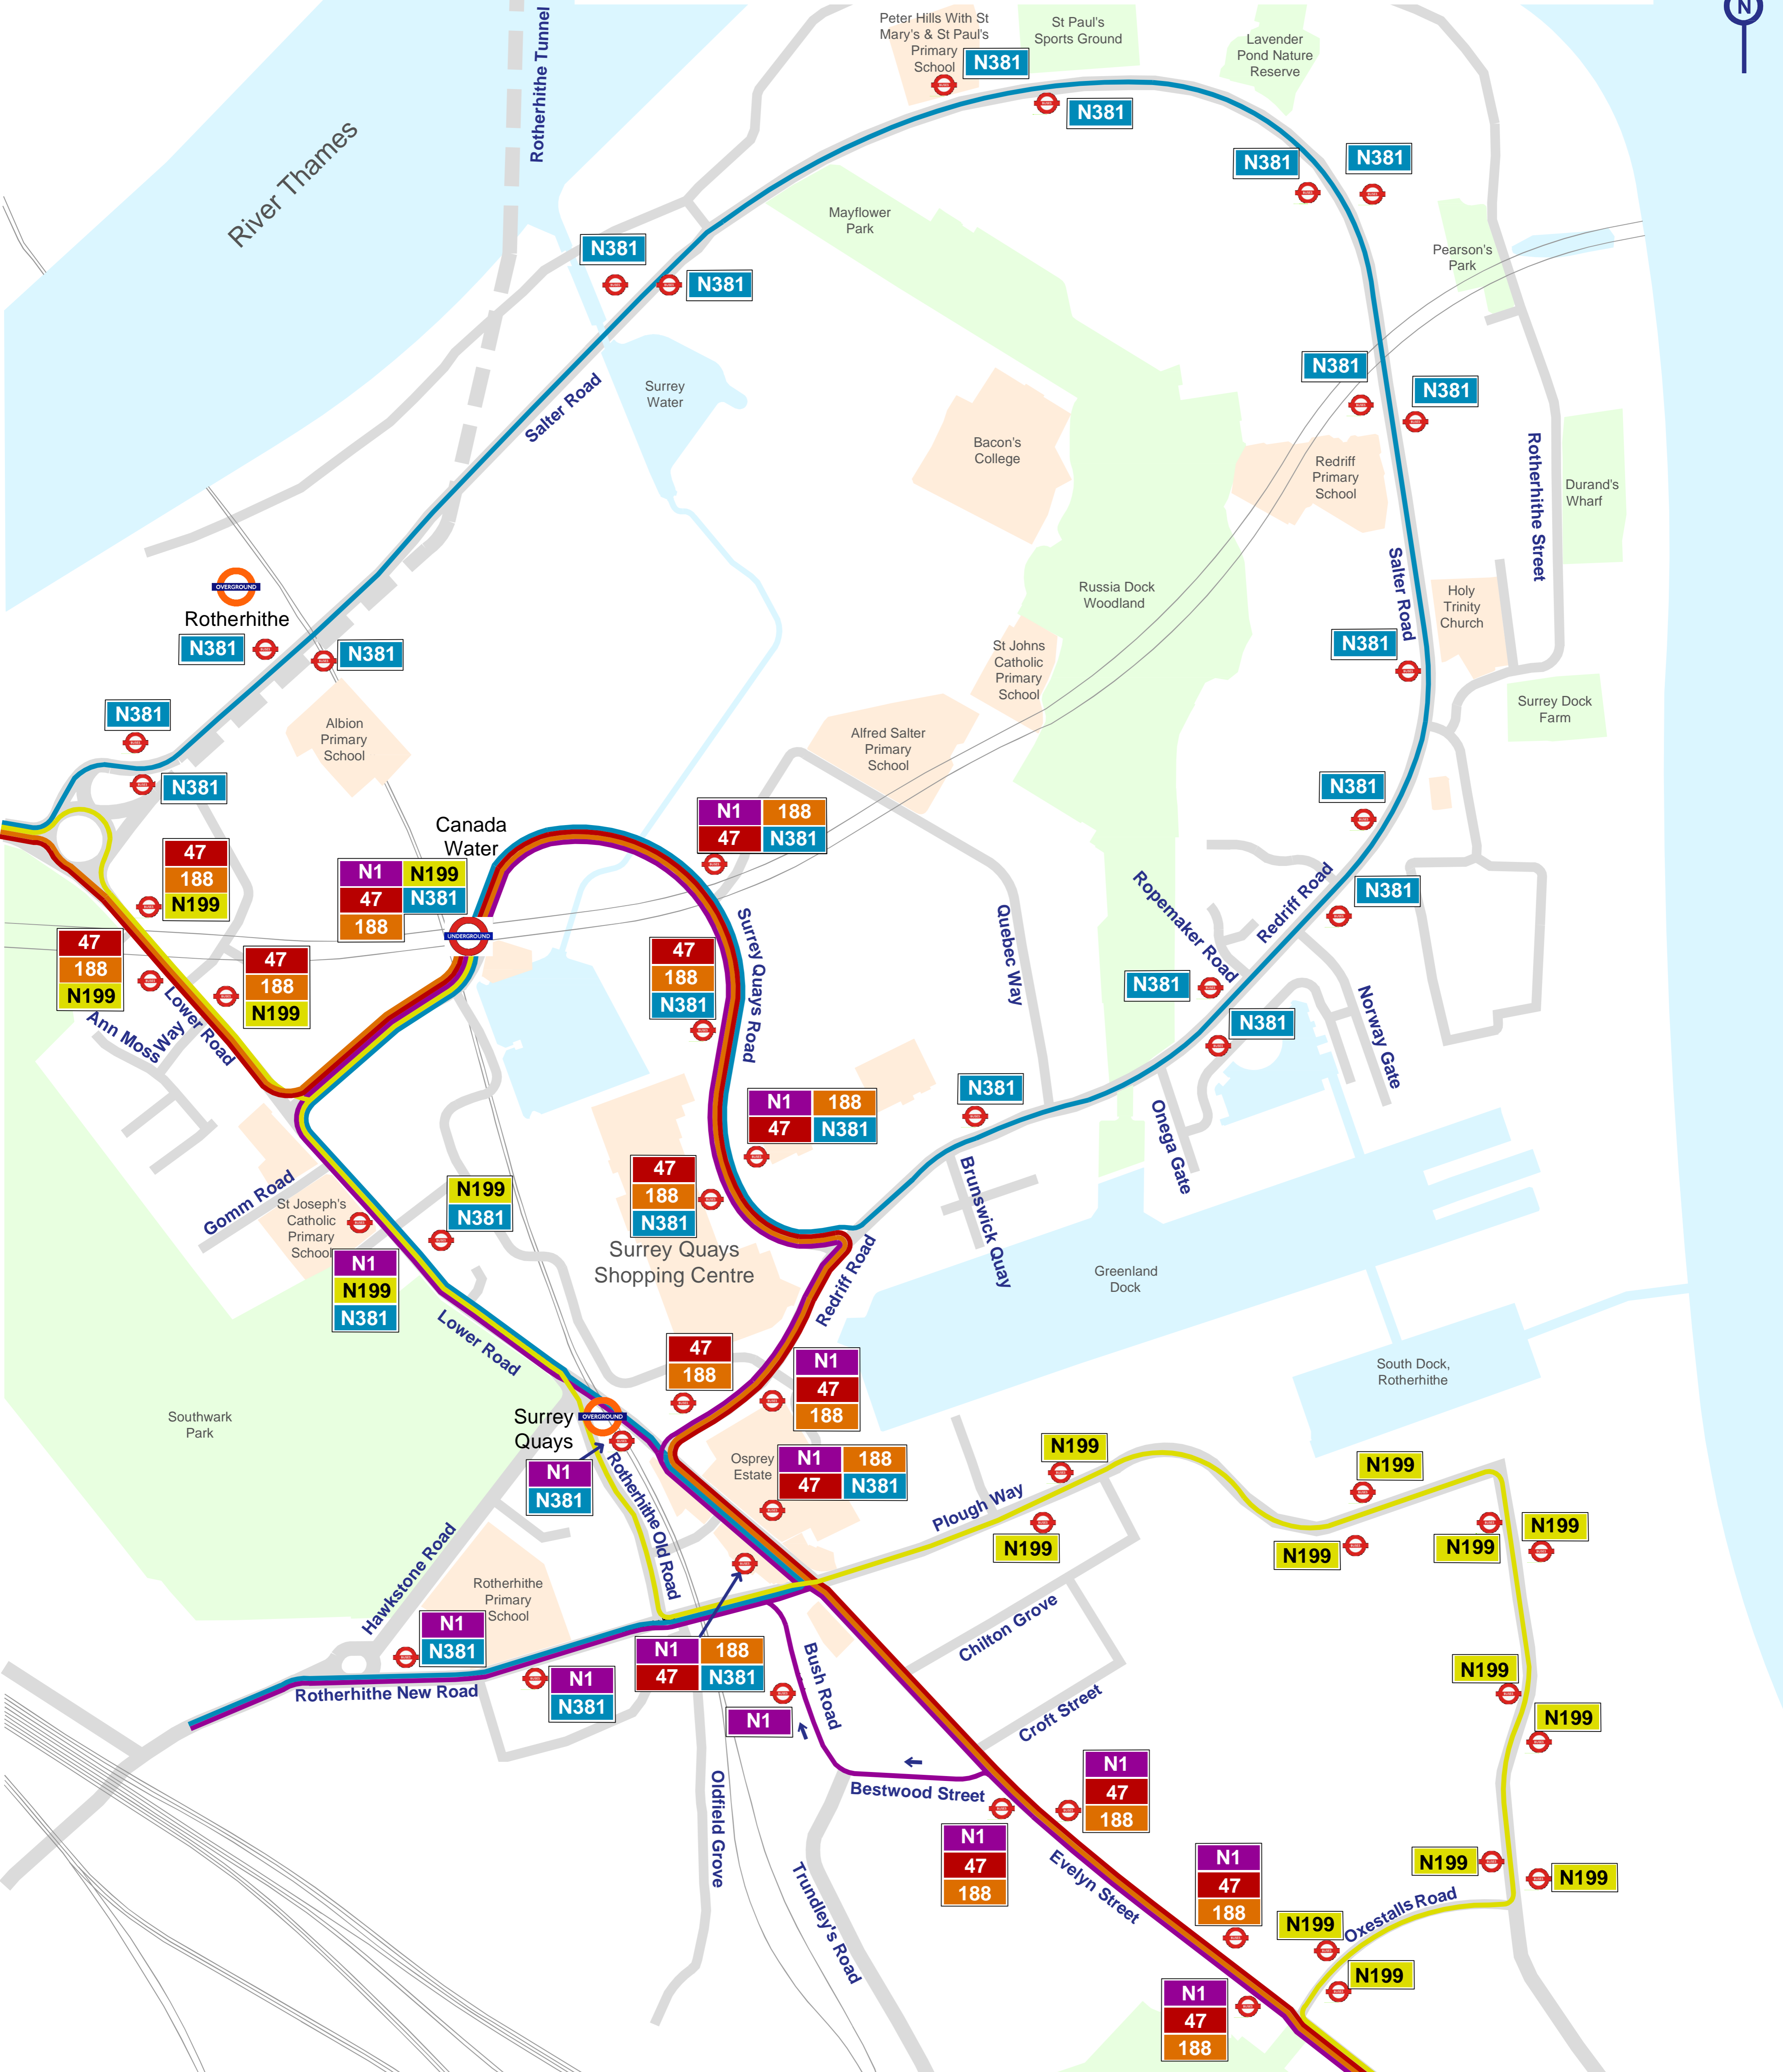 N
Peter Hills With St
Mary's & St Paul's
Primary
School
N381
St Paul's
Sports Ground
Lavender
Pond Nature
Reserve
Rotherhithe Tunnel
N381
River Thames
N381
N381
Mayflower
Park
Pearson's
Park
N381
N381
N381
N381
Surrey
Water
Salter Road
Bacon's
College
Redriff
Primary
School
Rotherhithe Street
Durand's
Wharf
OVERGROUND
Rotherhithe
N381
N381
Russia Dock
Woodland
Salter Road
Holy
Trinity
Church
N381
St Johns
Catholic
Primary
School
Surrey Dock
Farm
N381
Albion
Primary
School
Alfred Salter
Primary
School
N381
N381
Canada
Water
N1 188
47 N381
47
188
N199
N1 N199
47 N381
188
UNDERGROUND
Redriff Road
N381
Ropemaker Road
Quebec Way
Surrey Quays Road
47
188
N199
47
188
N199
47
188
N381
Lower Road
Ann Moss
Way
N381
N381
Norway Gate
N381
N1 188
47 N381
Onega Gate
Gomm Road
St Joseph's
Catholic
Primary
School
N199
N381
47
188
N381
Brunswick Quay
Surrey Quays
Shopping Centre
Redriff Road
Greenland
Dock
N1
N199
N381
Lower Road
47
188
N1
47
188
South Dock,
Rotherhithe
Southwark
Park
Surrey
Quays
OVERGROUND
N1
N381
Rotherhithe Old Road
Osprey
Estate
N1 188
47 N381
N199
N199
Plough Way
N199
N199
N199
N199
Hawkstone Road
Rotherhithe
Primary
School
N1
N381
Chilton Grove
N1 188
47 N381
Bush Road
N199
N1
N381
Rotherhithe New Road
N1
Croft Street
N199
Oldfield Grove
Bestwood Street
N1
47
188
N1
47
188
Evelyn Street
Trundley's Road
N1
47
188
N199
N199
Oxestalls Road
N199
N199
N1
47
188